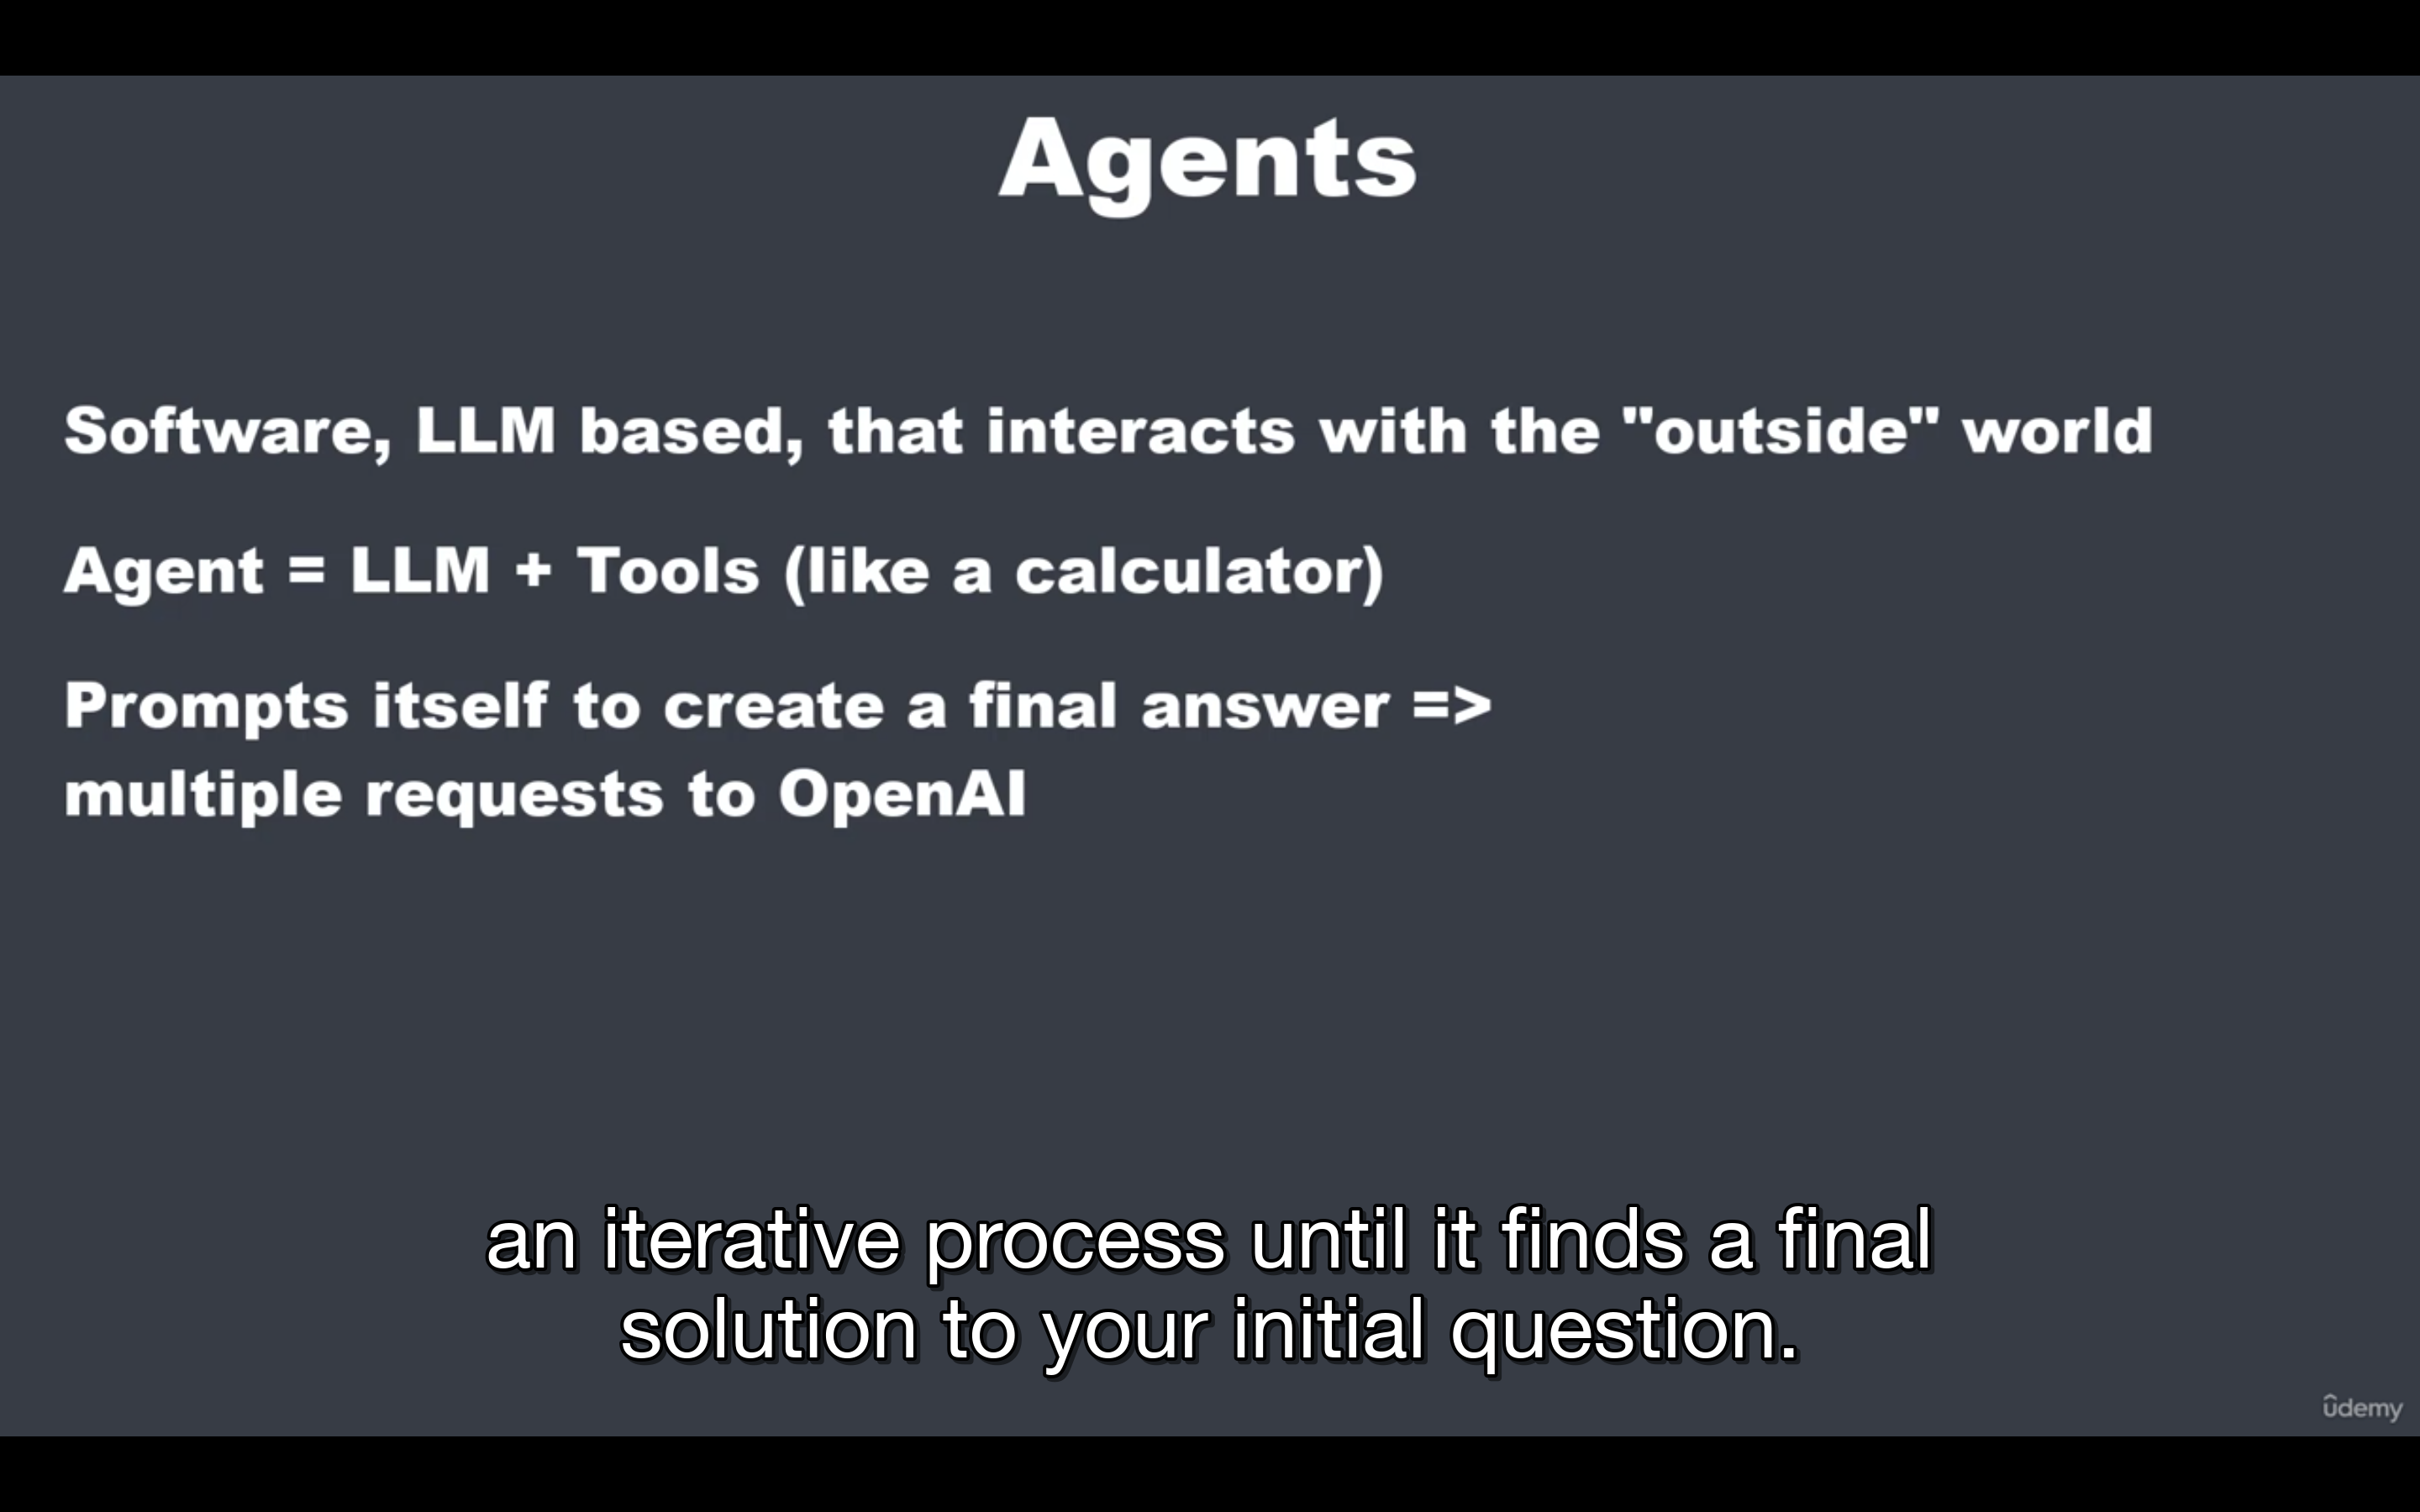 Agents
Software, LLM based, that interacts with the "outside" world
Agent = LLM + Tools (like a calculator)
Prompts itself to create a final answer =>
multiple requests to OpenAI
an iterative process until it finds a final
solution to your initial question.
ûdemy